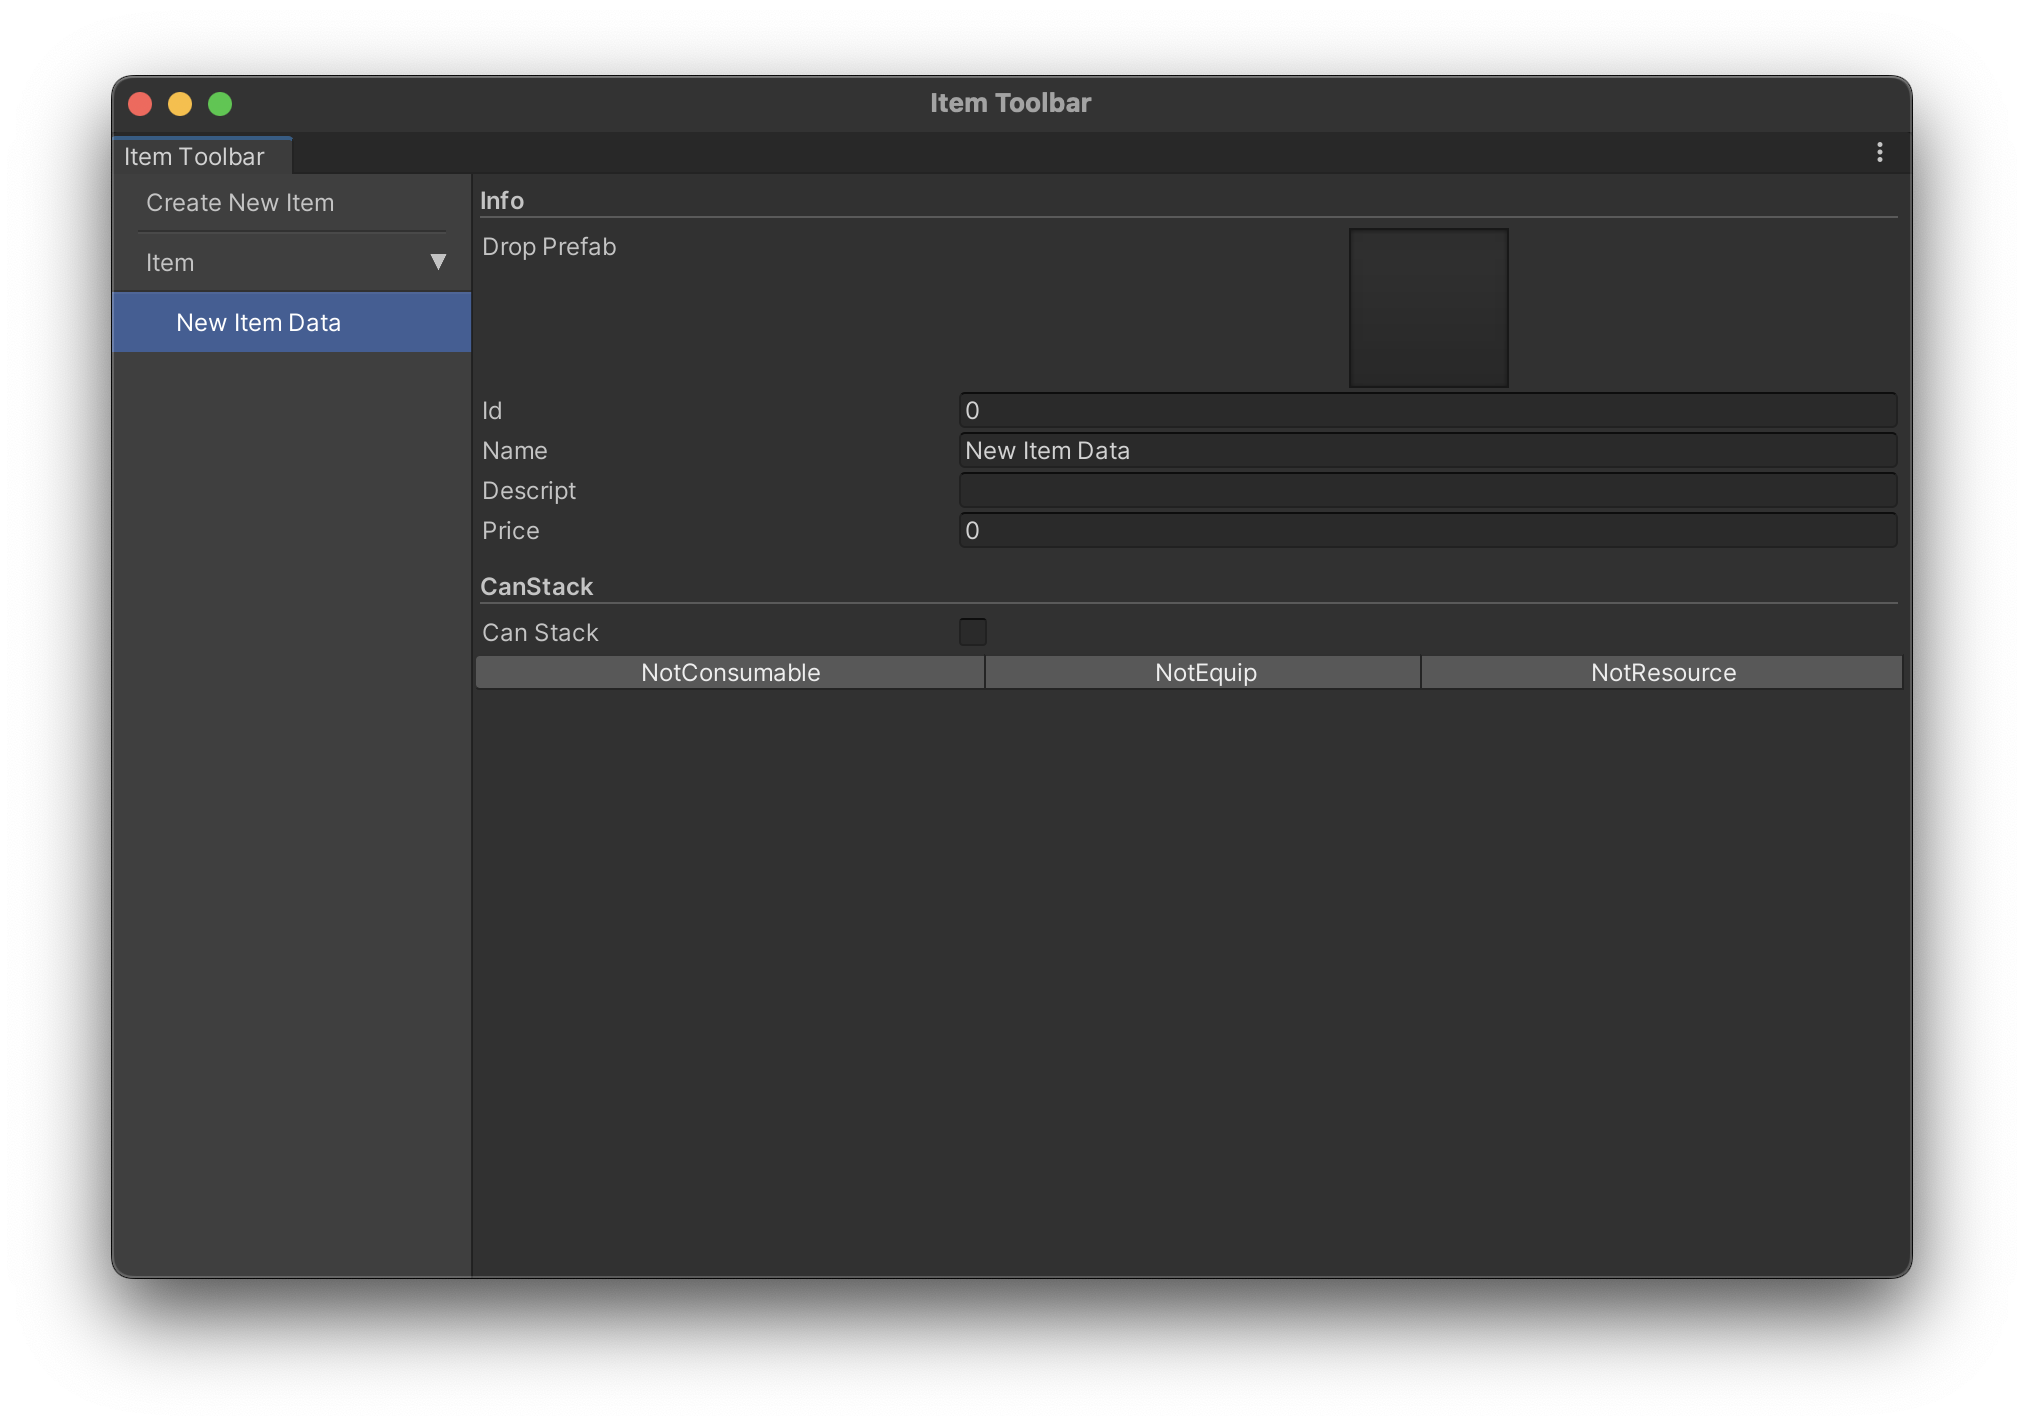 Item Toolbar
Item Toolbar
Create New Item
Item
New Item Data
Info
Drop Prefab
Id 0
Name New Item Data
Descript
Price 0
CanStack
Can Stack
NotConsumable NotEquip NotResource